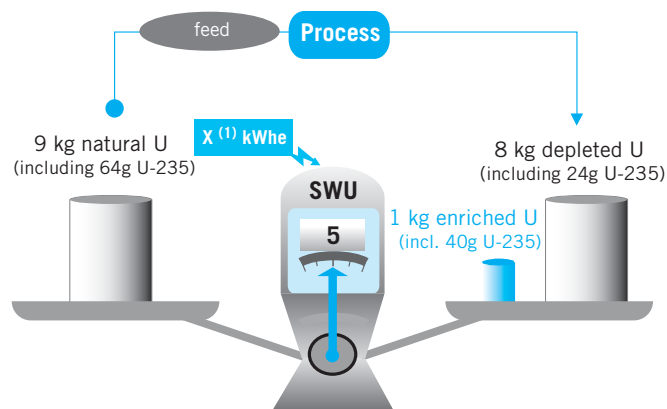 feed
Process
9 kg natural U
(including 64g U-235)
X (1) kWhe
8 kg depleted U
(including 24g U-235)
SWU
5
1 kg enriched U
(incl. 40g U-235)